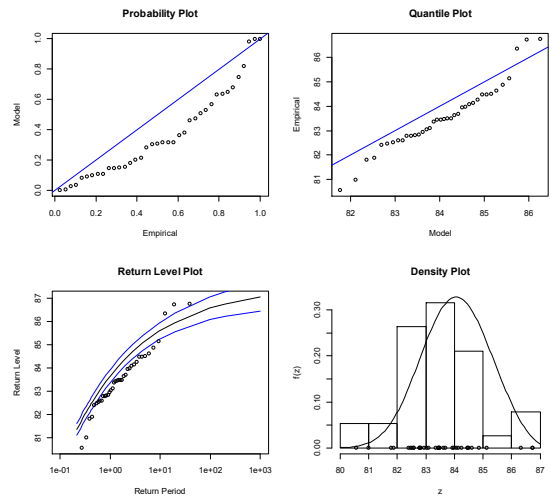 Probability Plot
Model
0.0 0.2 0.4 0.6 0.8 1.0
0.0 0.2 0.4 0.6 0.8 1.0
Empirical
Quantile Plot
Empirical
81 82 83 84 85 86
82 83 84 85 86
Model
Return Level Plot
Return Level
81 82 83 84 85 86 87
1e-01 1e+00 1e+01 1e+02 1e+03
Return Period
Density Plot
f(z)
0.00 0.10 0.20 0.30
80 81 82 83 84 85 86 87
z